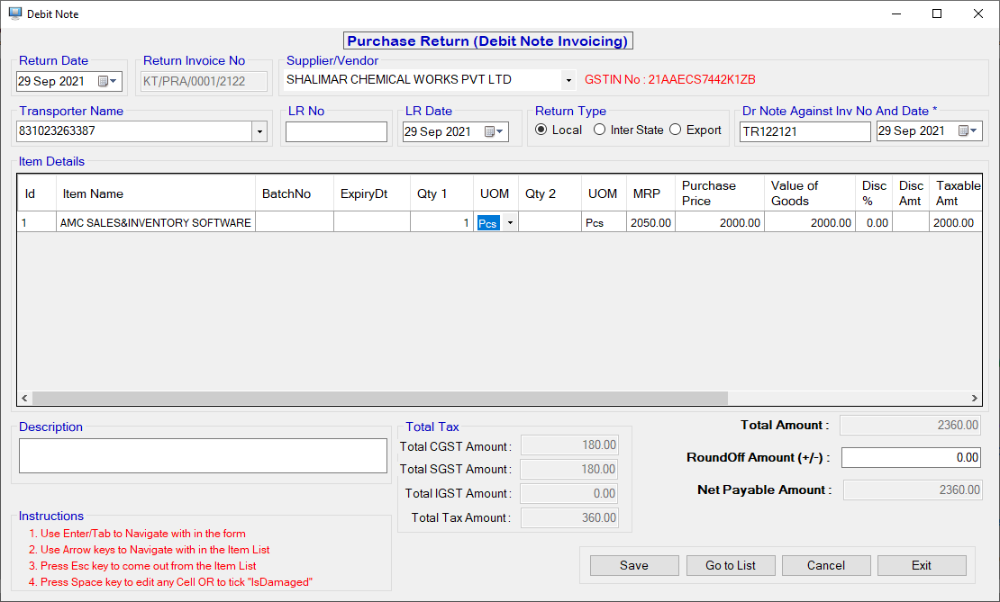 Debit Note
Purchase Return (Debit Note Invoicing)
Return Date
Return Invoice No
Supplier/Vendor
29 Sep 2021
KT/PRA/0001/2122
SHALIMAR CHEMICAL WORKS PVT LTD
GSTIN No : 21AAECS7442K1ZB
Transporter Name
LR No
LR Date
Return Type
Dr Note Against Inv No And Date *
831023263387
29 Sep 2021
Local
Inter State
Export
TR122121
29 Sep 2021
Item Details
Id
Item Name
BatchNo
ExpiryDt
Qty 1
UOM
Qty 2
UOM
MRP
Purchase
Price
Value of
Goods
Disc
%
Disc
Amt
Taxable
Amt
1
AMC SALES&INVENTORY SOFTWARE
1
Pcs
Pcs
2050.00
2000.00
2000.00
0.00
2000.00
Description
Total Tax
Total CGST Amount :
180.00
Total SGST Amount :
180.00
Total IGST Amount :
0.00
Total Tax Amount :
360.00
Total Amount :
2360.00
RoundOff Amount (+/-) :
0.00
Net Payable Amount :
2360.00
Instructions
1. Use Enter/Tab to Navigate with in the form
2. Use Arrow keys to Navigate with in the Item List
3. Press Esc key to come out from the Item List
4. Press Space key to edit any Cell OR to tick "IsDamaged"
Save
Go to List
Cancel
Exit